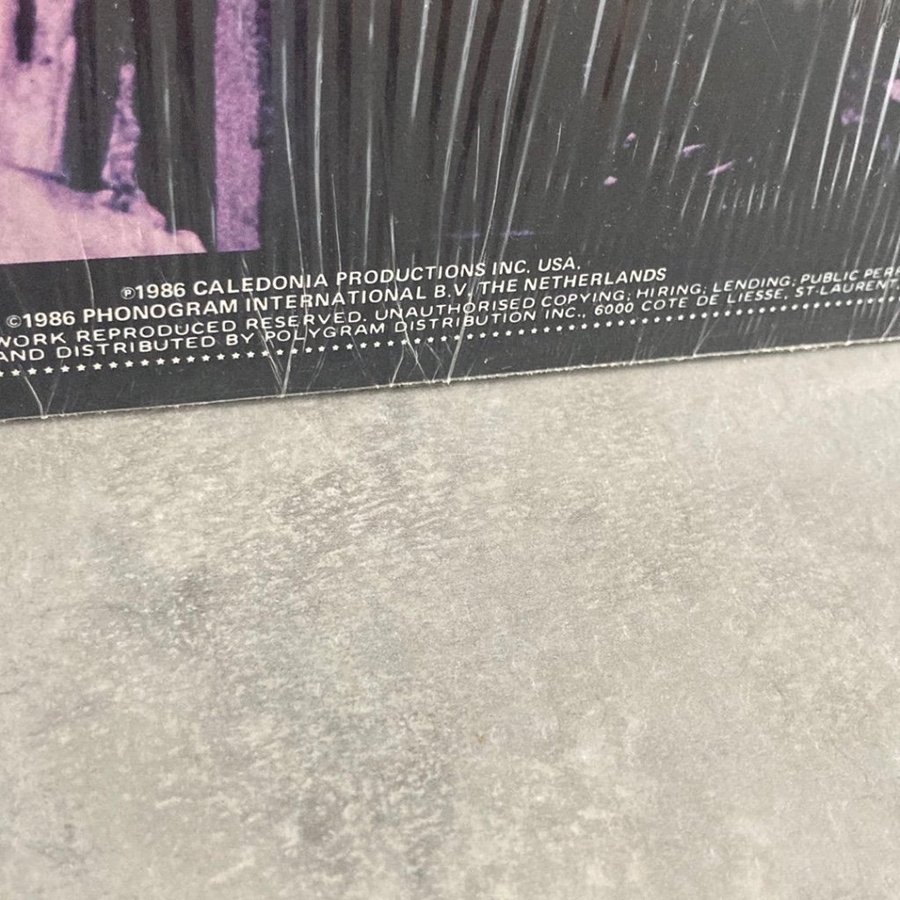 ℗1986 CALEDONIA PRODUCTIONS INC. USA.
©1986 PHONOGRAM INTERNATIONAL B.V. THE NETHERLANDS
WORK REPRODUCED RESERVED. UNAUTHORISED COPYING; HIRING; LENDING; PUBLIC
AND DISTRIBUTED BY POLYGRAM DISTRIBUTION INC., 6000 COTE DE LIESSE, ST-LAURENT,